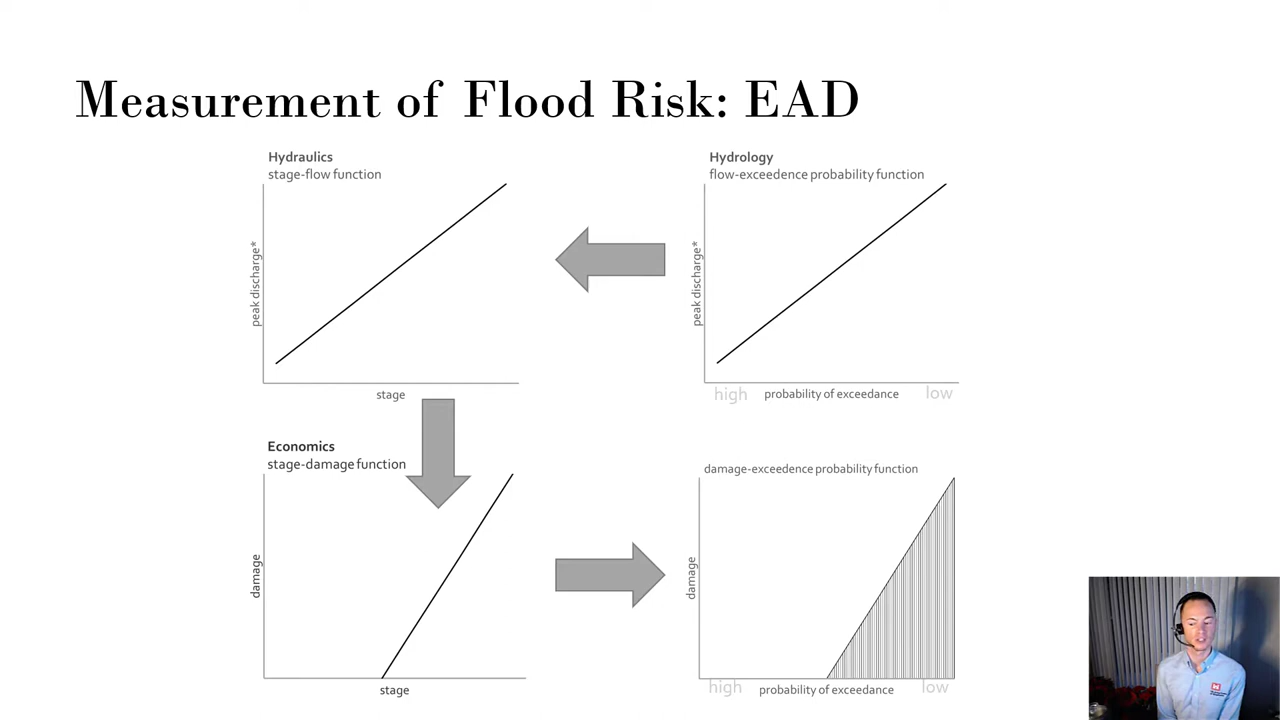 Measurement of Flood Risk: EAD
Hydraulics
stage-flow function
peak discharge*
stage
Hydrology
flow-exceedence probability function
peak discharge*
high
probability of exceedance
low
Economics
stage-damage function
damage
stage
damage-exceedence probability function
damage
high
probability of exceedance
low